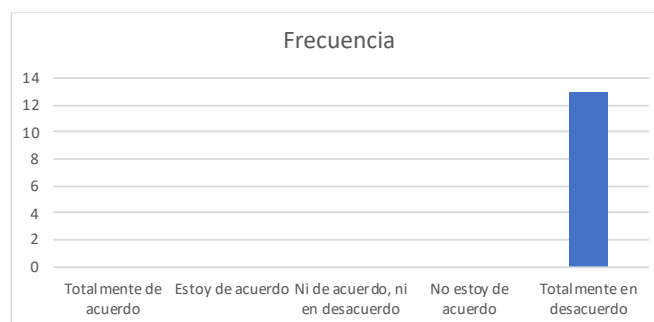 Frecuencia
14
12
10
8
6
4
2
0
Totalmente de
acuerdo
Estoy de acuerdo
Ni de acuerdo, ni
en desacuerdo
No estoy de
acuerdo
Totalmente en
desacuerdo